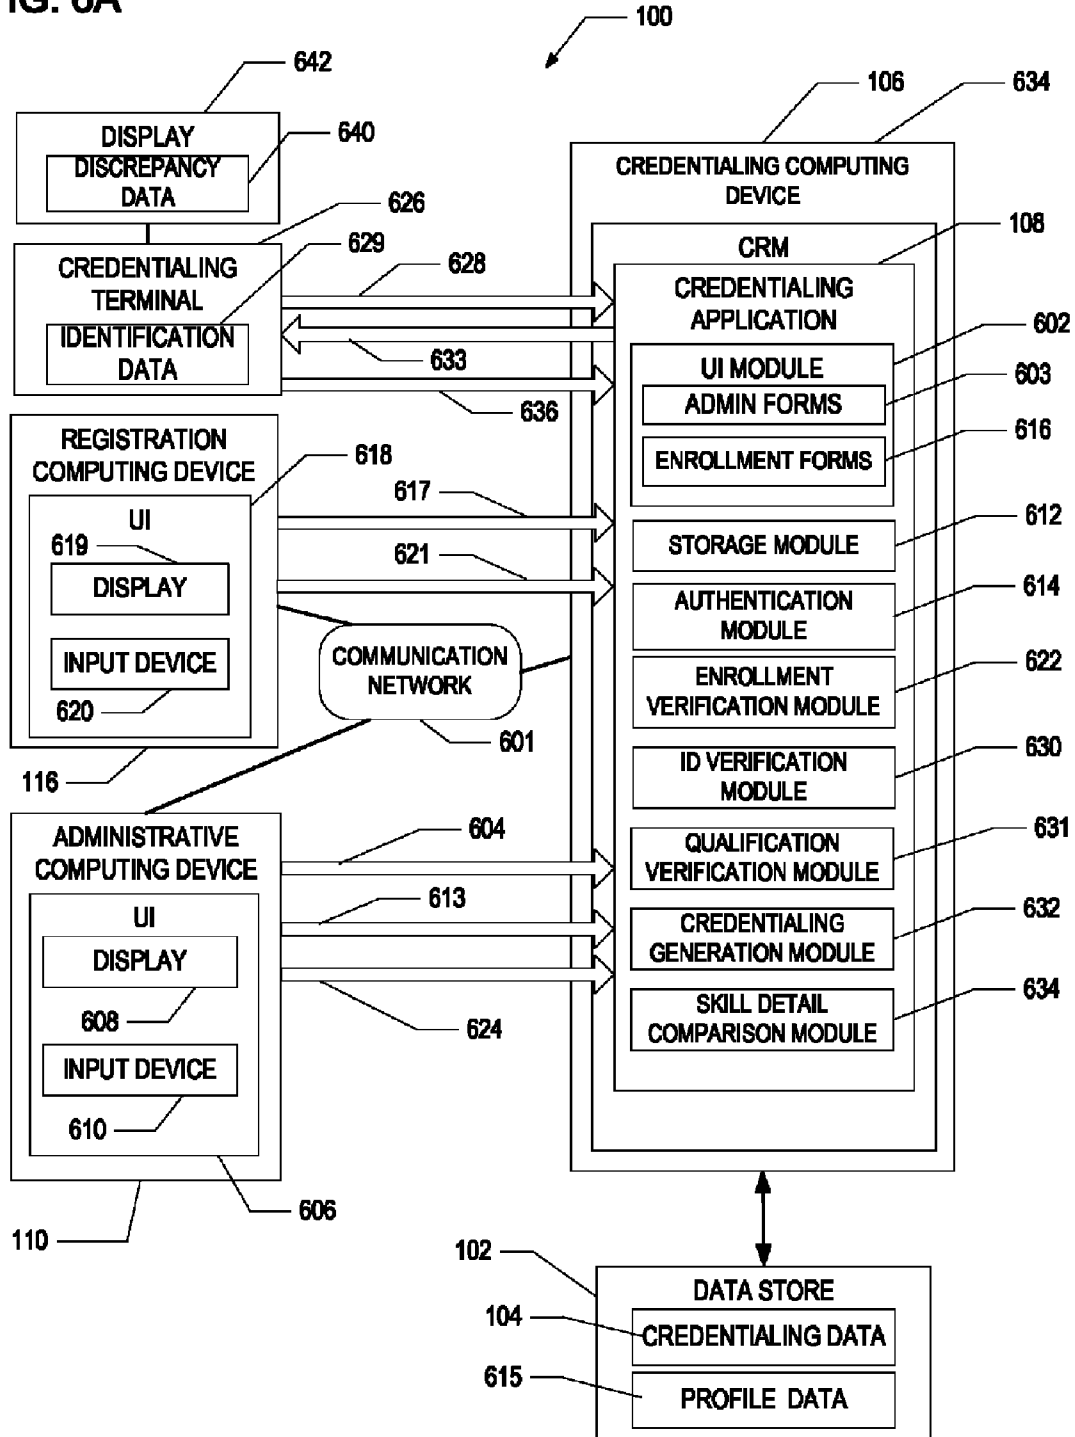 IG. 6A
100
642
106
634
DISPLAY
640
DISCREPANCY
DATA
CREDENTIALING COMPUTING
DEVICE
626
629
CREDENTIALING
TERMINAL
IDENTIFICATION
DATA
628
633
636
CRM
108
CREDENTIALING
APPLICATION
602
UI MODULE
603
ADMIN FORMS
616
ENROLLMENT FORMS
REGISTRATION
COMPUTING DEVICE
618
UI
619
DISPLAY
INPUT DEVICE
620
116
617
621
612
STORAGE MODULE
614
AUTHENTICATION
MODULE
COMMUNICATION
NETWORK
601
622
ENROLLMENT
VERIFICATION MODULE
630
ID VERIFICATION
MODULE
ADMINISTRATIVE
COMPUTING DEVICE
604
613
624
UI
DISPLAY
608
INPUT DEVICE
610
606
110
631
QUALIFICATION
VERIFICATION MODULE
632
CREDENTIALING
GENERATION MODULE
634
SKILL DETAIL
COMPARISON MODULE
102
DATA STORE
104
CREDENTIALING DATA
615
PROFILE DATA